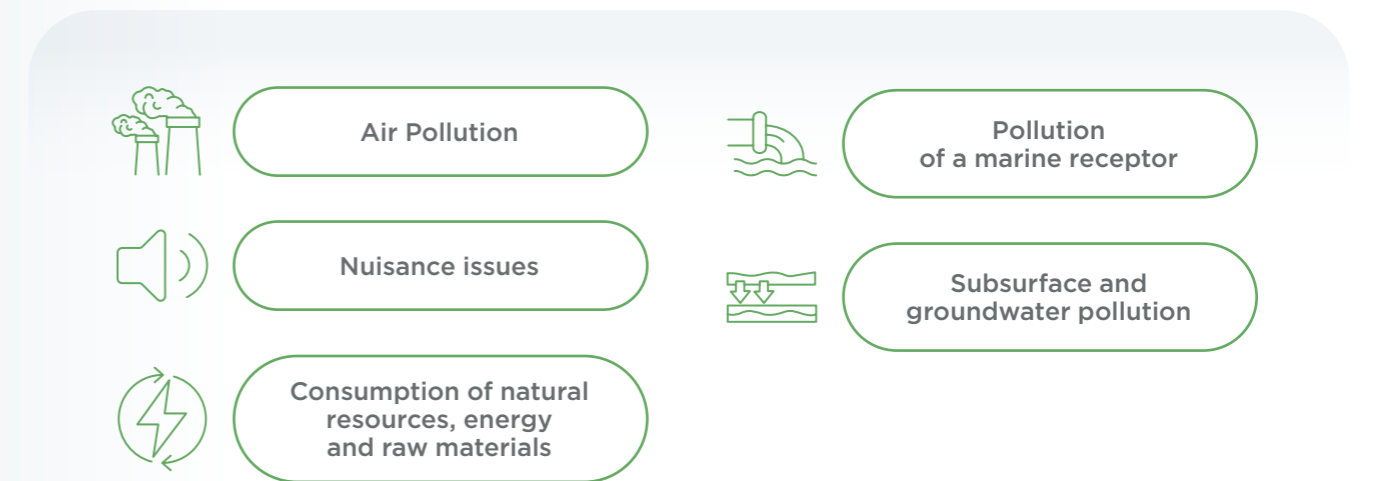 Air Pollution
Nuisance issues
Consumption of natural
resources, energy
and raw materials
Pollution
of a marine receptor
Subsurface and
groundwater pollution